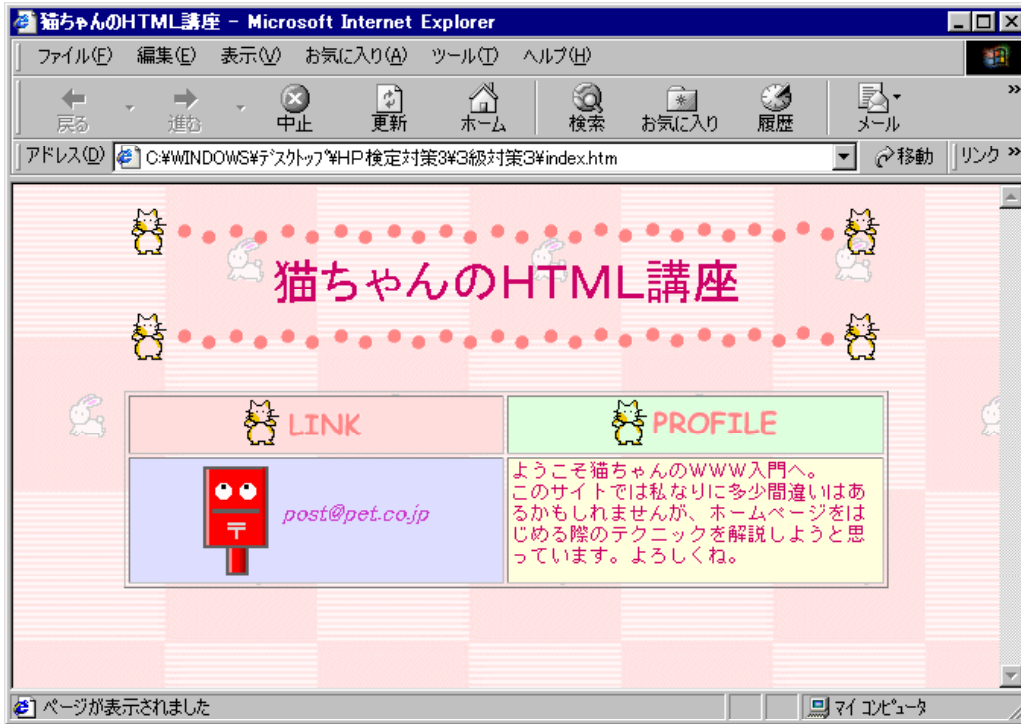 猫ちゃんのHTML講座 - Microsoft Internet Explorer
ファイル(F) 編集(E) 表示(V) お気に入り(A) ツール(T) ヘルプ(H)
戻る 進む 中止 更新 ホーム 検索 お気に入り 履歴 メール »
アドレス(D) C:¥WINDOWS¥デスクトップ¥HP検定対策3¥3級対策3¥index.htm 移動 リンク »
猫ちゃんのHTML講座
LINK PROFILE
〒
post@pet.co.jp
ようこそ猫ちゃんのWWW入門へ。
このサイトでは私なりに多少間違いはあ
るかもしれませんが、ホームページをは
じめる際のテクニックを解説しようと思
っています。よろしくね。
ページが表示されました マイ コンピュータ